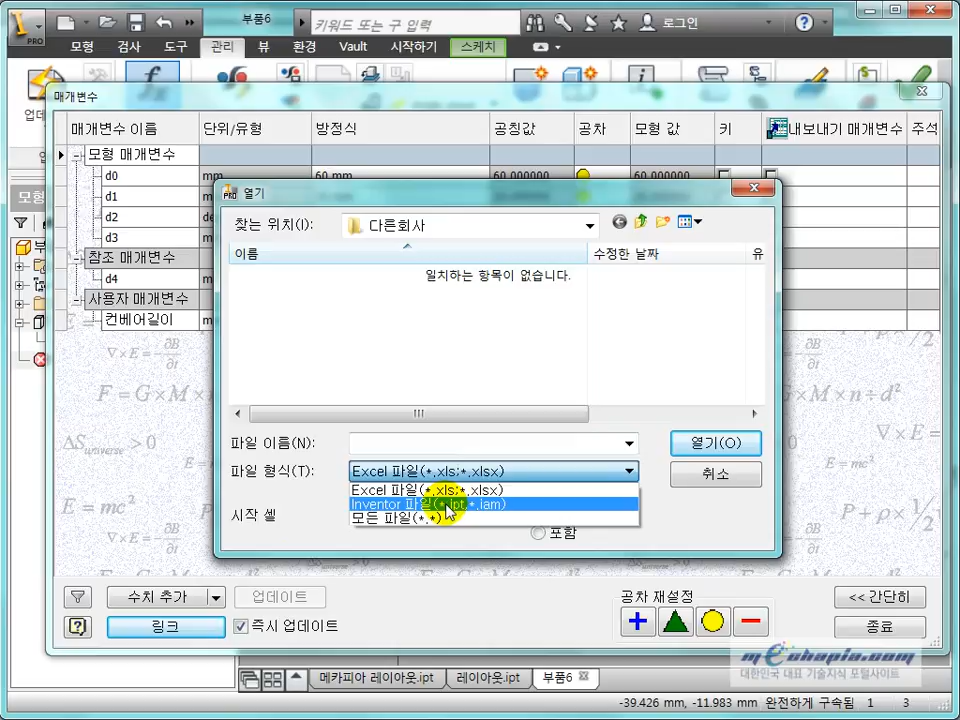 부품6
키워드 또는 구 입력
로그인
PRO
모형 검사 도구 관리 뷰 환경 Vault 시작하기 스케치
매개변수
매개변수 이름 단위/유형 방정식 공칭값 공차 모형 값 키 내보내기 매개변수 주석
모형 매개변수
d0 mm 60 mm 60.000000 60.000000
d1
d2
d3
참조 매개변수
d4
사용자 매개변수
컨베어길이
열기
찾는 위치(I): 다른회사
이름 수정한 날짜 유
일치하는 항목이 없습니다.
파일 이름(N): 열기(O)
파일 형식(T): Excel 파일(*.xls;*.xlsx) 취소
Excel 파일(*.xls;*.xlsx)
Inventor 파일(*.ipt,*.iam)
모든 파일(*.*)
시작 셀
포함
수치 추가 업데이트 공차 재설정 << 간단히
링크 즉시 업데이트 종료
mEchapia.com
대한민국 대표 기술지식 포털사이트
메카피아 레이아웃.ipt 레이아웃.ipt 부품6
-39.426 mm, -11.983 mm 완전하게 구속됨 1 3